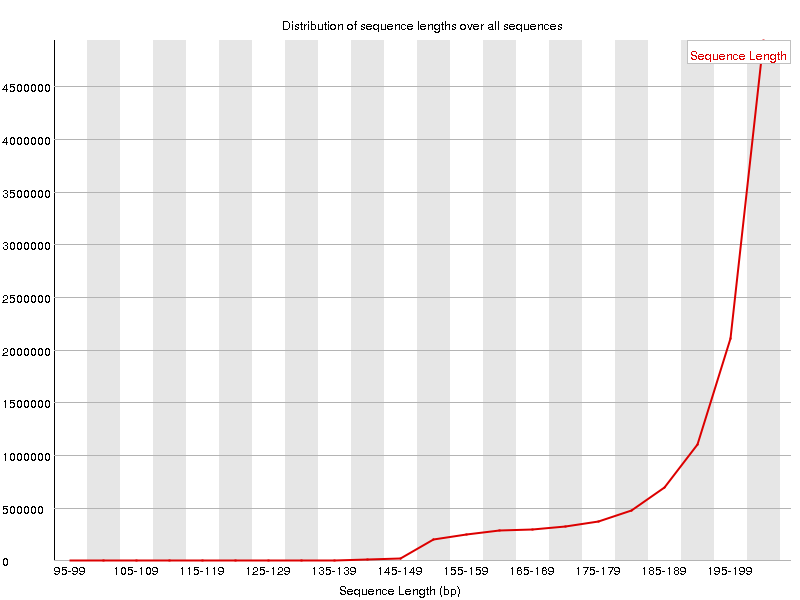 Distribution of sequence lengths over all sequences
Sequence Length
4500000
4000000
3500000
3000000
2500000
2000000
1500000
1000000
500000
0
95-99 105-109 115-119 125-129 135-139 145-149 155-159 165-169 175-179 185-189 195-199
Sequence Length (bp)